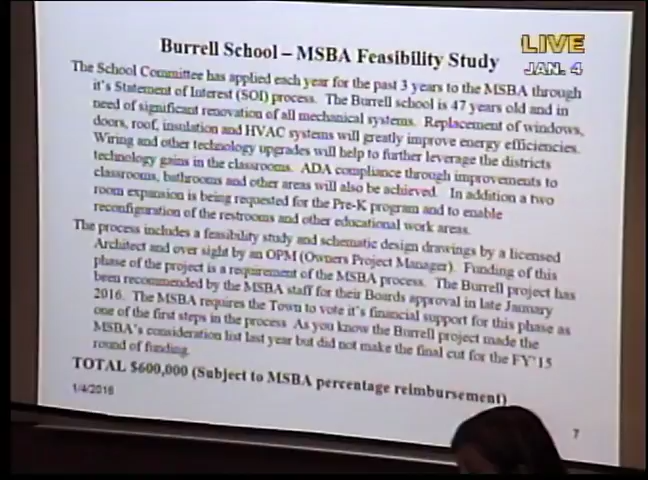 Burrell School – MSBA Feasibility Study
LIVE
JAN. 4
The School Committee has applied each year for the past 3 years to the MSBA through
it's Statement of Interest (SOI) process. The Burrell school is 47 years old and in
need of significant renovation of all mechanical systems. Replacement of windows,
doors, roof, insulation and HVAC systems will greatly improve energy efficiencies.
Wiring and other technology upgrades will help to further leverage the districts
technology gains in the classrooms. ADA compliance through improvements to
classrooms, bathrooms and other areas will also be achieved. In addition a two
room expansion is being requested for the Pre-K program and to enable
reconfiguration of the restrooms and other educational work areas.
The process includes a feasibility study and schematic design drawings by a licensed
Architect and over sight by an OPM (Owners Project Manager). Funding of this
phase of the project is a requirement of the MSBA process. The Burrell project has
been recommended by the MSBA staff for their Boards approval in late January
2016. The MSBA requires the Town to vote it's financial support for this phase as
one of the first steps in the process. As you know the Burrell project made the
MSBA's consideration list last year but did not make the final cut for the FY'15
round of funding.
TOTAL $600,000 (Subject to MSBA percentage reimbursement)
1/4/2016
7